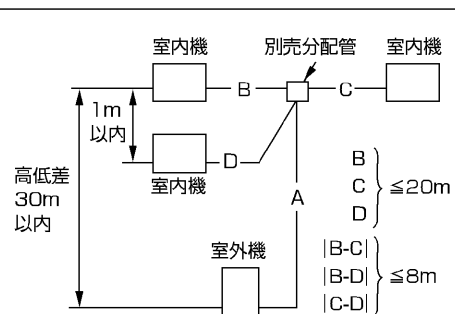 室内機
別売分配管
室内機
B
C
1m
以内
D
室内機
高低差
30m
以内
A
B
C
D
≦20m
室外機
|B-C|
|B-D|
|C-D|
≦8m